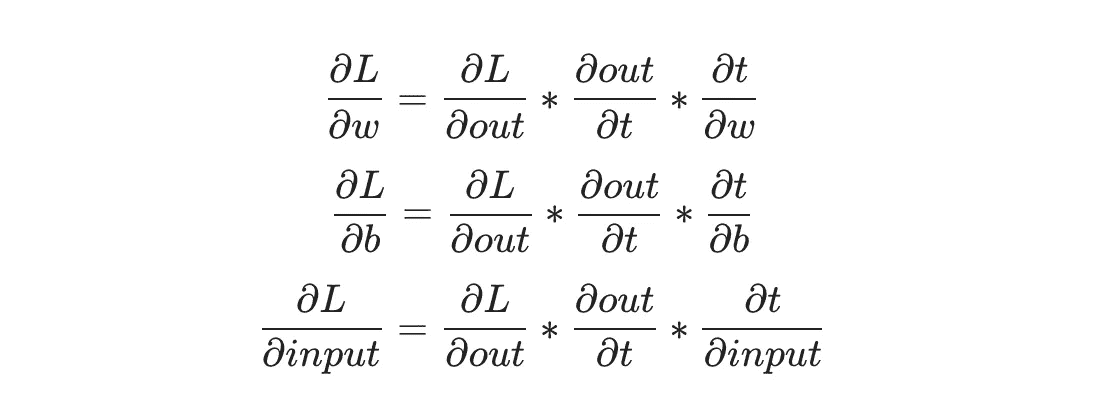 ∂L/∂w = ∂L/∂out * ∂out/∂t * ∂t/∂w
∂L/∂b = ∂L/∂out * ∂out/∂t * ∂t/∂b
∂L/∂input = ∂L/∂out * ∂out/∂t * ∂t/∂input